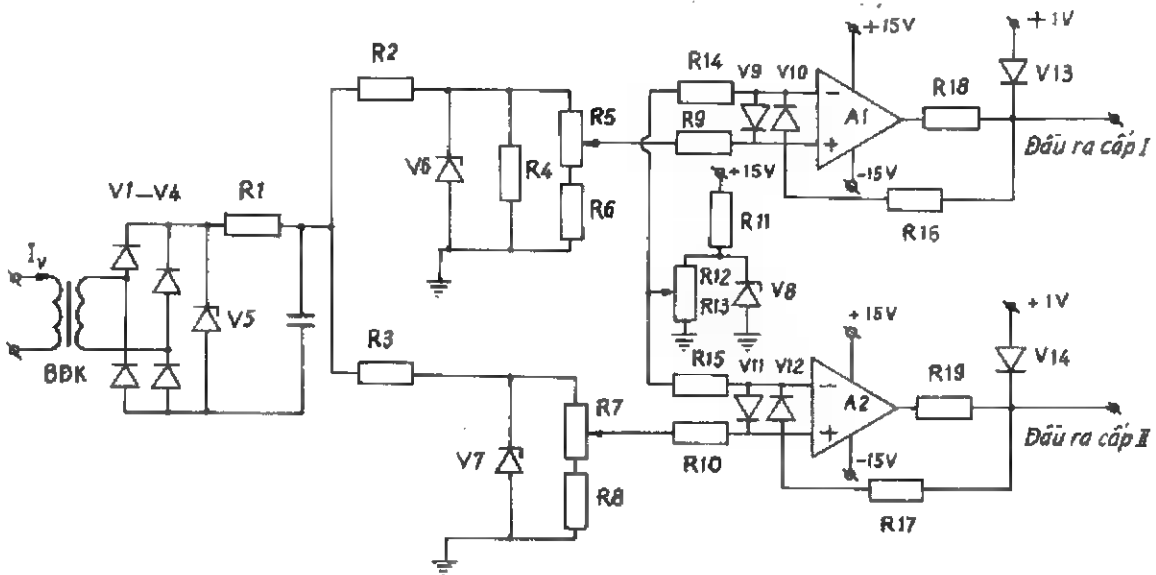 +15V
+1V
R2
R14
V9
V10
R18
V13
R5
R9
A1
V6
R4
Đầu ra cấp I
V1-V4
R1
+15V
-15V
R6
R11
R16
I_v
R12
V8
R13
V5
+15V
+1V
R3
R15
V11
V12
R19
V14
BĐK
R7
A2
V7
R10
-15V
Đầu ra cấp II
R8
R17